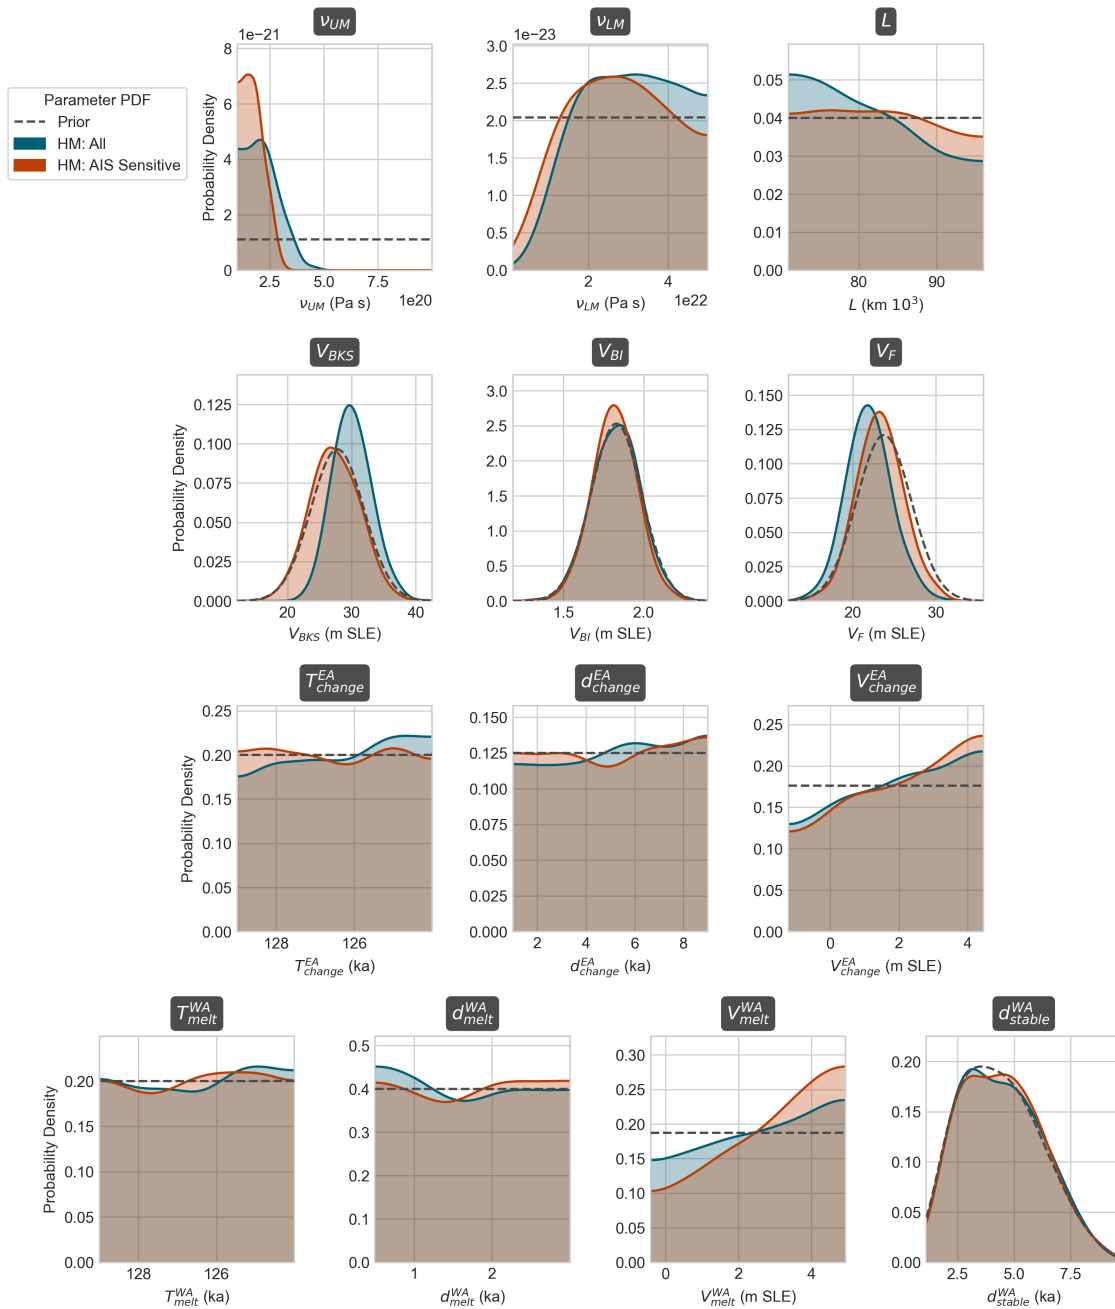 ν_UM
ν_LM
L
Parameter PDF
Prior
HM: All
HM: AIS Sensitive
1e−21
8
6
4
2
0
Probability Density
2.5
5.0
7.5
1e20
ν_UM (Pa s)
1e−23
3.0
2.5
2.0
1.5
1.0
0.5
0.0
2
4
1e22
ν_LM (Pa s)
0.05
0.04
0.03
0.02
0.01
0.00
80
90
L (km 10³)
V_BKS
V_BI
V_F
0.125
0.100
0.075
0.050
0.025
0.000
Probability Density
20
30
40
V_BKS (m SLE)
3.0
2.5
2.0
1.5
1.0
0.5
0.0
1.5
2.0
V_BI (m SLE)
0.150
0.125
0.100
0.075
0.050
0.025
0.000
20
30
V_F (m SLE)
T^EA_change
d^EA_change
V^EA_change
0.25
0.20
0.15
0.10
0.05
0.00
Probability Density
128
126
T^EA_change (ka)
0.150
0.125
0.100
0.075
0.050
0.025
0.000
2
4
6
8
d^EA_change (ka)
0.25
0.20
0.15
0.10
0.05
0.00
0
2
4
V^EA_change (m SLE)
T^WA_melt
d^WA_melt
V^WA_melt
d^WA_stable
0.20
0.15
0.10
0.05
0.00
Probability Density
128
126
T^WA_melt (ka)
0.5
0.4
0.3
0.2
0.1
0.0
1
2
d^WA_melt (ka)
0.30
0.25
0.20
0.15
0.10
0.05
0.00
0
2
4
V^WA_melt (m SLE)
0.20
0.15
0.10
0.05
0.00
2.5
5.0
7.5
d^WA_stable (ka)